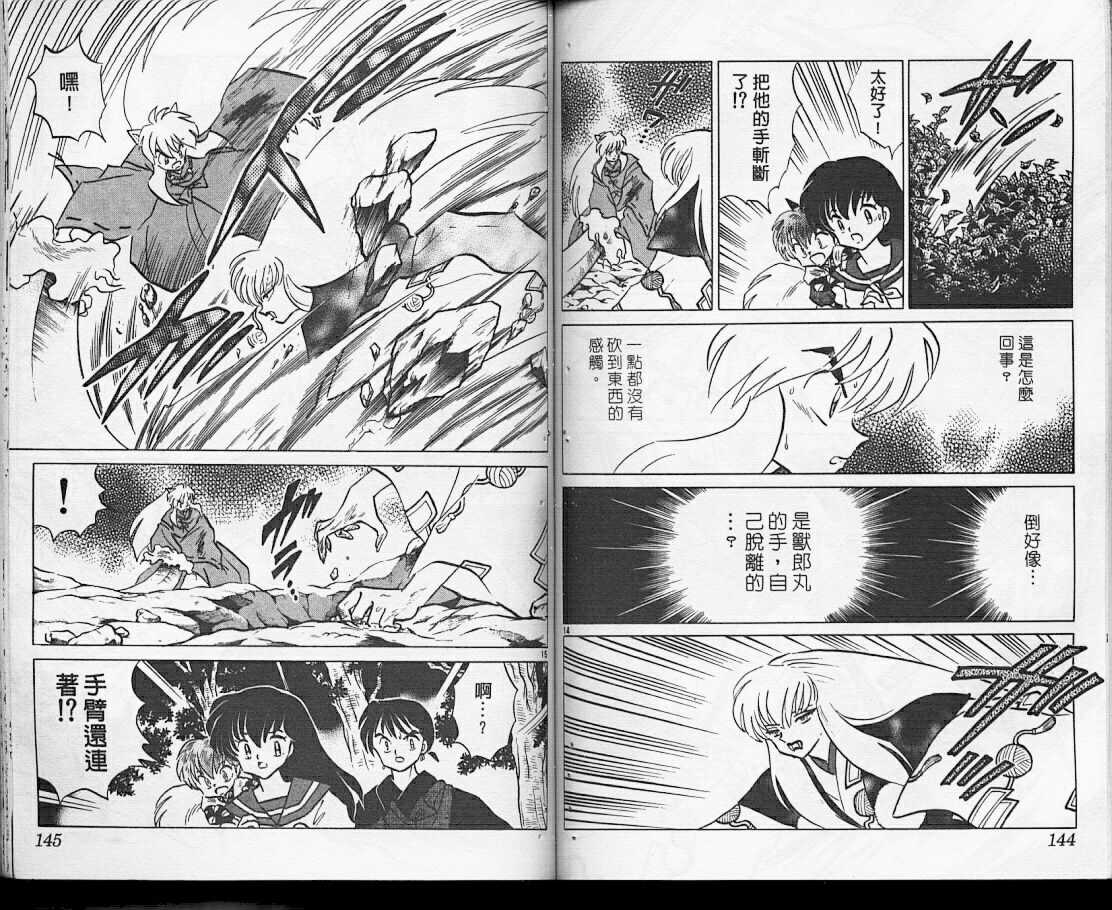 太好了！
把他的手斬斷
了!?
這是怎麼
回事？
一點都沒有
砍到東西的
感觸。
倒好像…
是獸郎丸
的手，自
己脫離的
…？
14
144
嘿！
！
15
啊…？
手臂還連
著!?
145